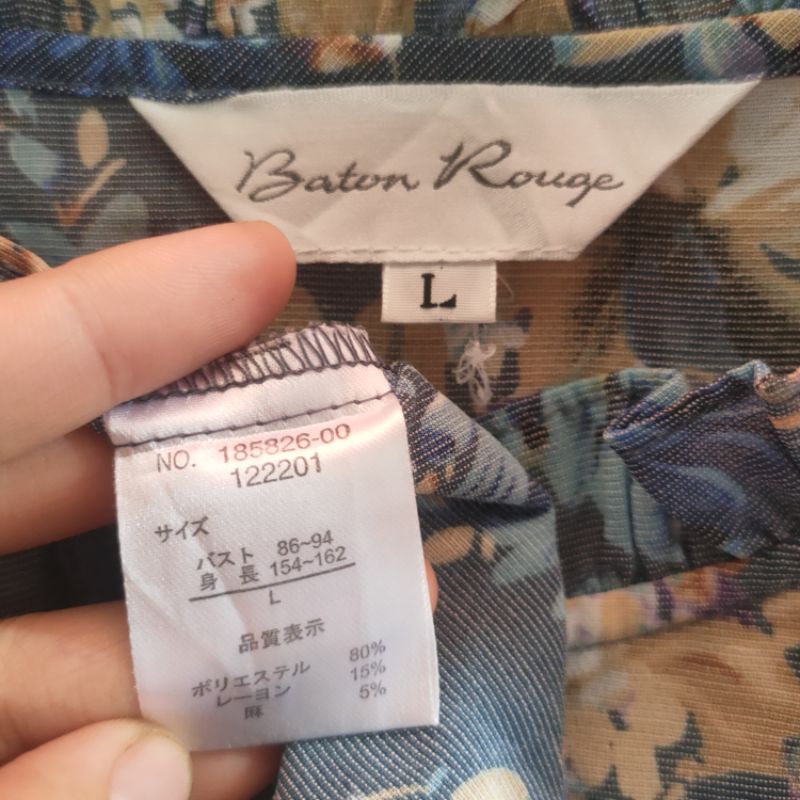 Baton Rouge
L
NO. 185826-00
122201
サイズ
バスト 86~94
身長 154~162
L
品質表示
ポリエステル 80%
レーヨン 15%
麻 5%